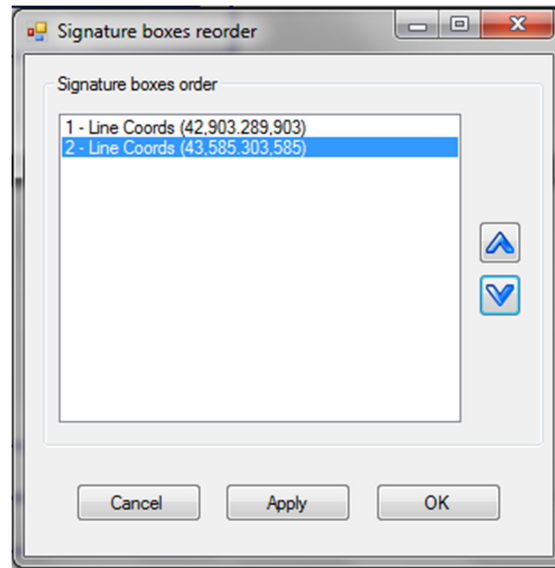 Signature boxes reorder
Signature boxes order
1 - Line Coords (42,903.289,903)
2 - Line Coords (43,585.303,585)
Cancel Apply OK